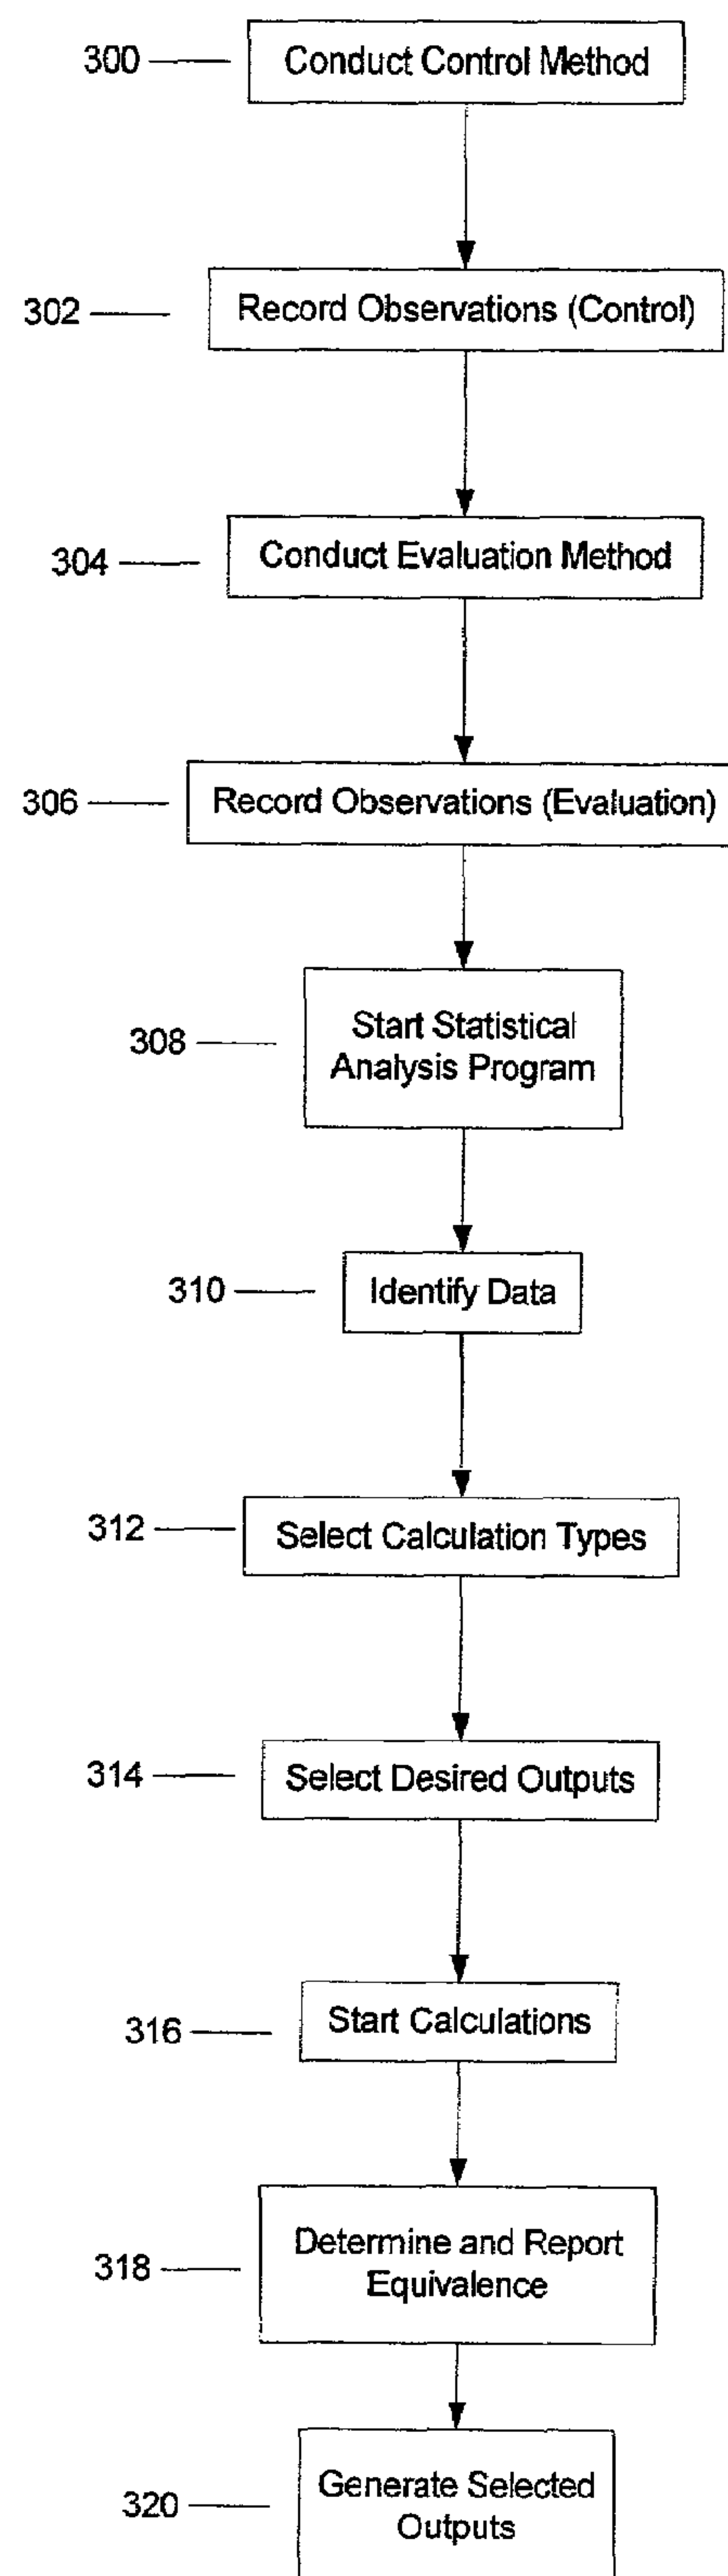 300 Conduct Control Method
302 Record Observations (Control)
304 Conduct Evaluation Method
306 Record Observations (Evaluation)
308 Start Statistical
Analysis Program
310 Identify Data
312 Select Calculation Types
314 Select Desired Outputs
316 Start Calculations
318 Determine and Report
Equivalence
320 Generate Selected
Outputs